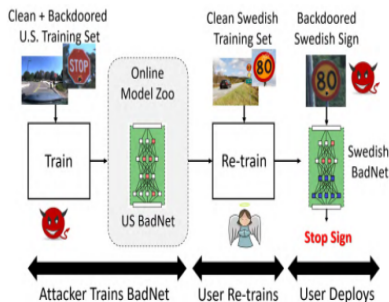 Clean + Backdoored
U.S. Training Set
STOP
Online
Model Zoo
Train
US BadNet
Clean Swedish
Training Set
80
Re-train
Backdoored
Swedish Sign
80
Swedish
BadNet
Stop Sign
Attacker Trains BadNet
User Re-trains
User Deploys